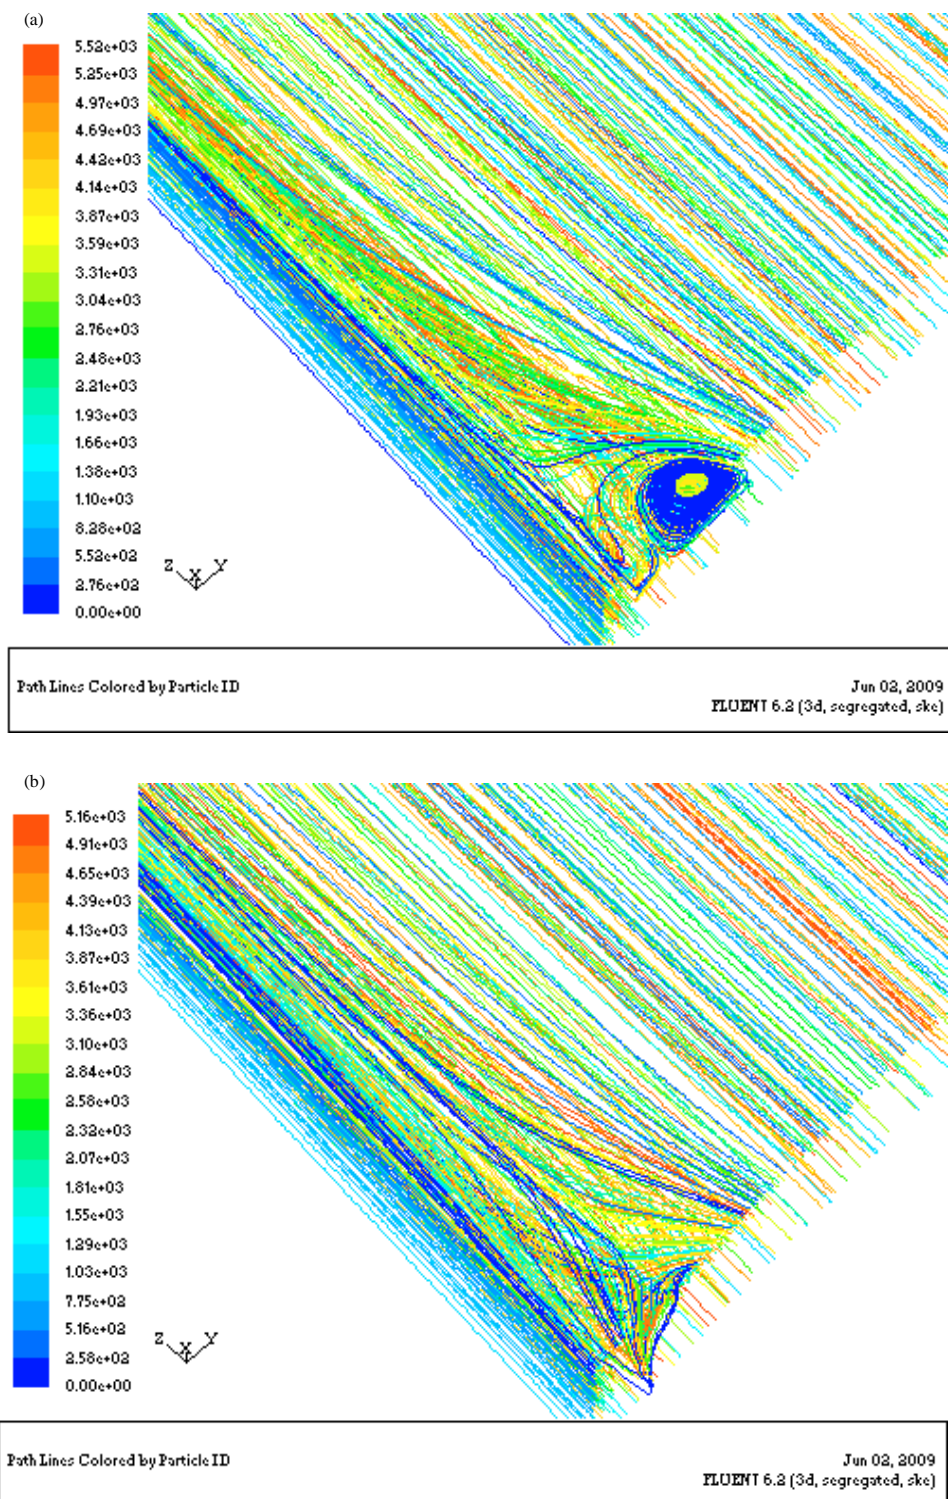 (a)
5.52e+03
5.25e+03
4.97e+03
4.69e+03
4.42e+03
4.14e+03
3.87e+03
3.59e+03
3.31e+03
3.04e+03
2.76e+03
2.48e+03
2.21e+03
1.93e+03
1.66e+03
1.38e+03
1.10e+03
8.28e+02
5.52e+02
2.76e+02
0.00e+00
Z X Y
Path Lines Colored by Particle ID
Jun 02, 2009
FLUENT 6.2 (3d, segregated, ske)
(b)
5.16e+03
4.91e+03
4.65e+03
4.39e+03
4.13e+03
3.87e+03
3.61e+03
3.36e+03
3.10e+03
2.84e+03
2.58e+03
2.32e+03
2.07e+03
1.81e+03
1.55e+03
1.29e+03
1.03e+03
7.75e+02
5.16e+02
2.58e+02
0.00e+00
Z X Y
Path Lines Colored by Particle ID
Jun 02, 2009
FLUENT 6.2 (3d, segregated, ske)